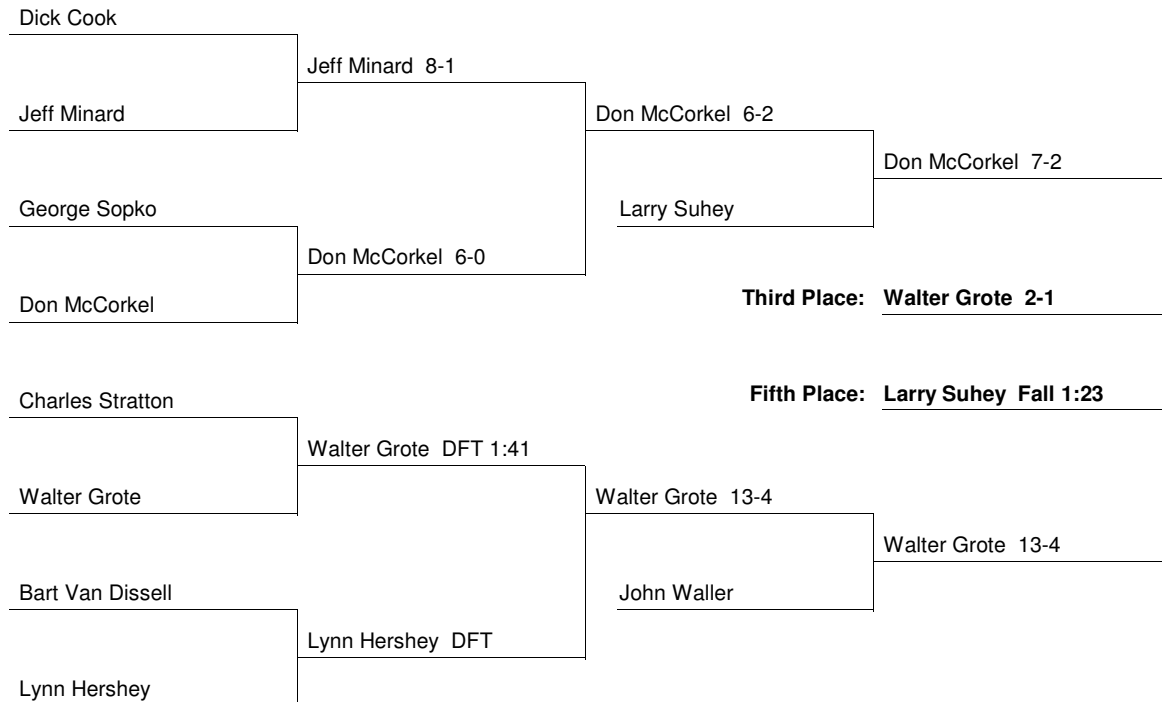 Dick Cook
Jeff Minard  8-1
Jeff Minard
Don McCorkel  6-2
Don McCorkel  7-2
George Sopko
Larry Suhey
Don McCorkel  6-0
Don McCorkel
Third Place:  Walter Grote  2-1
Charles Stratton
Fifth Place:  Larry Suhey  Fall 1:23
Walter Grote  DFT 1:41
Walter Grote
Walter Grote  13-4
Walter Grote  13-4
Bart Van Dissell
John Waller
Lynn Hershey  DFT
Lynn Hershey